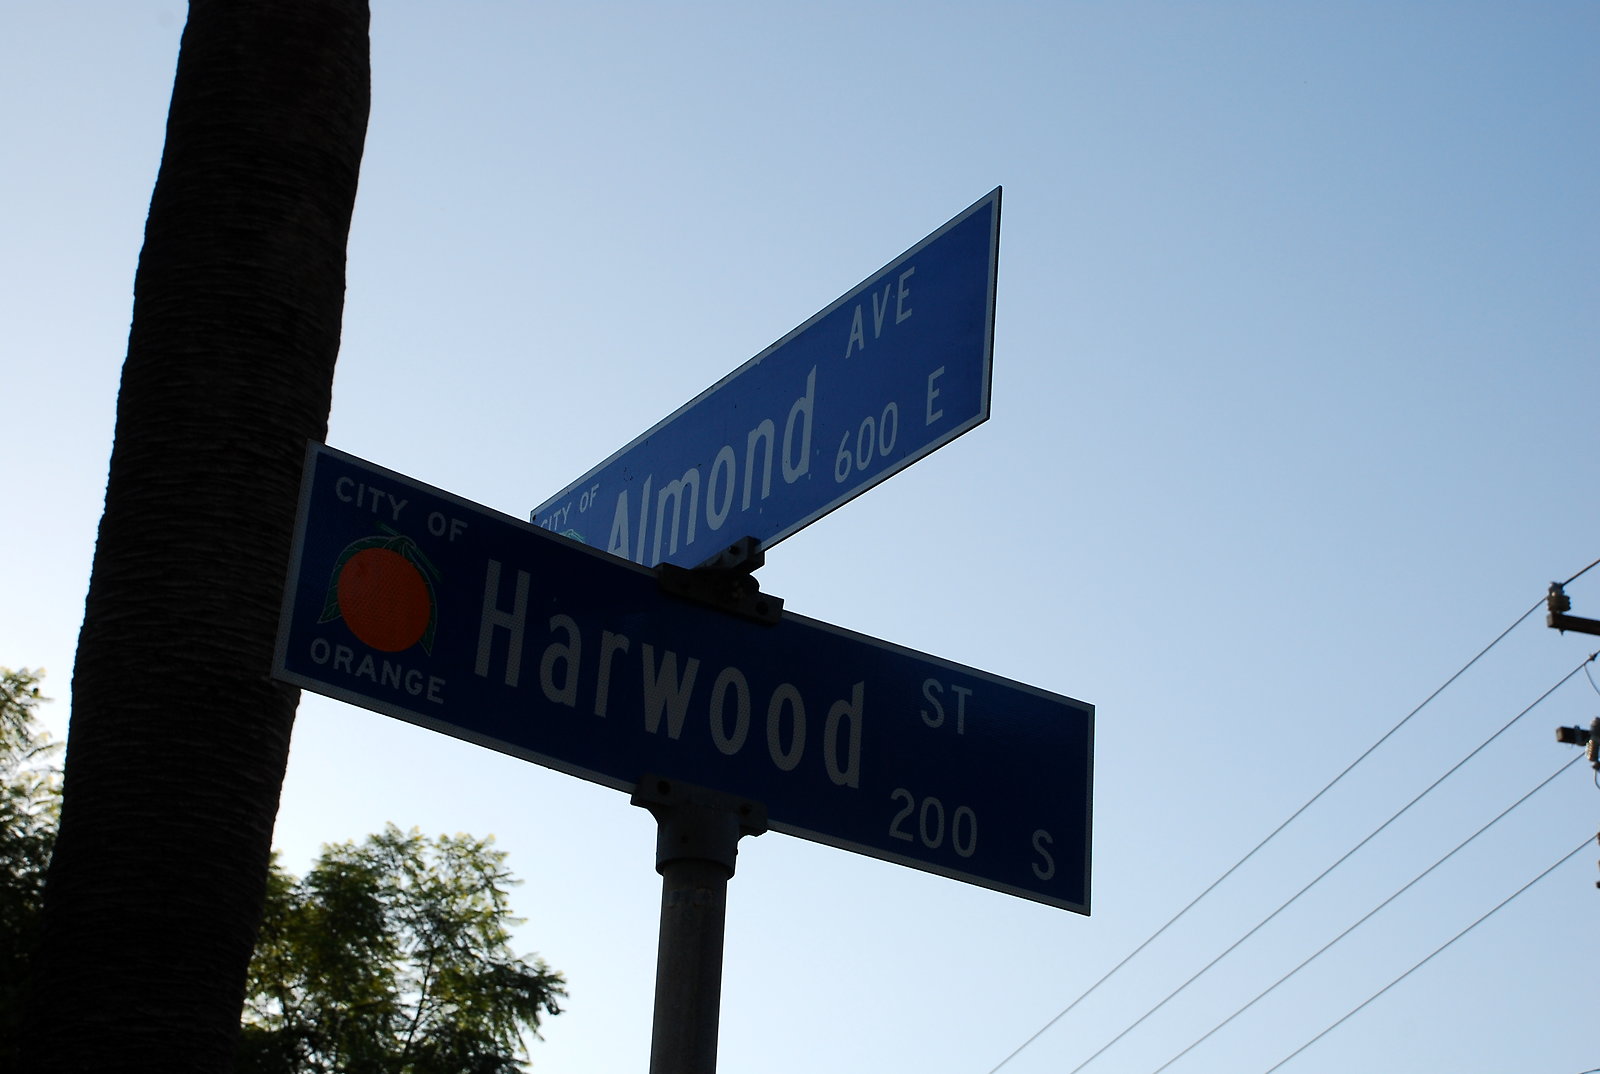 CITY OF
Almond AVE
600 E
CITY OF
ORANGE
Harwood ST
200 S